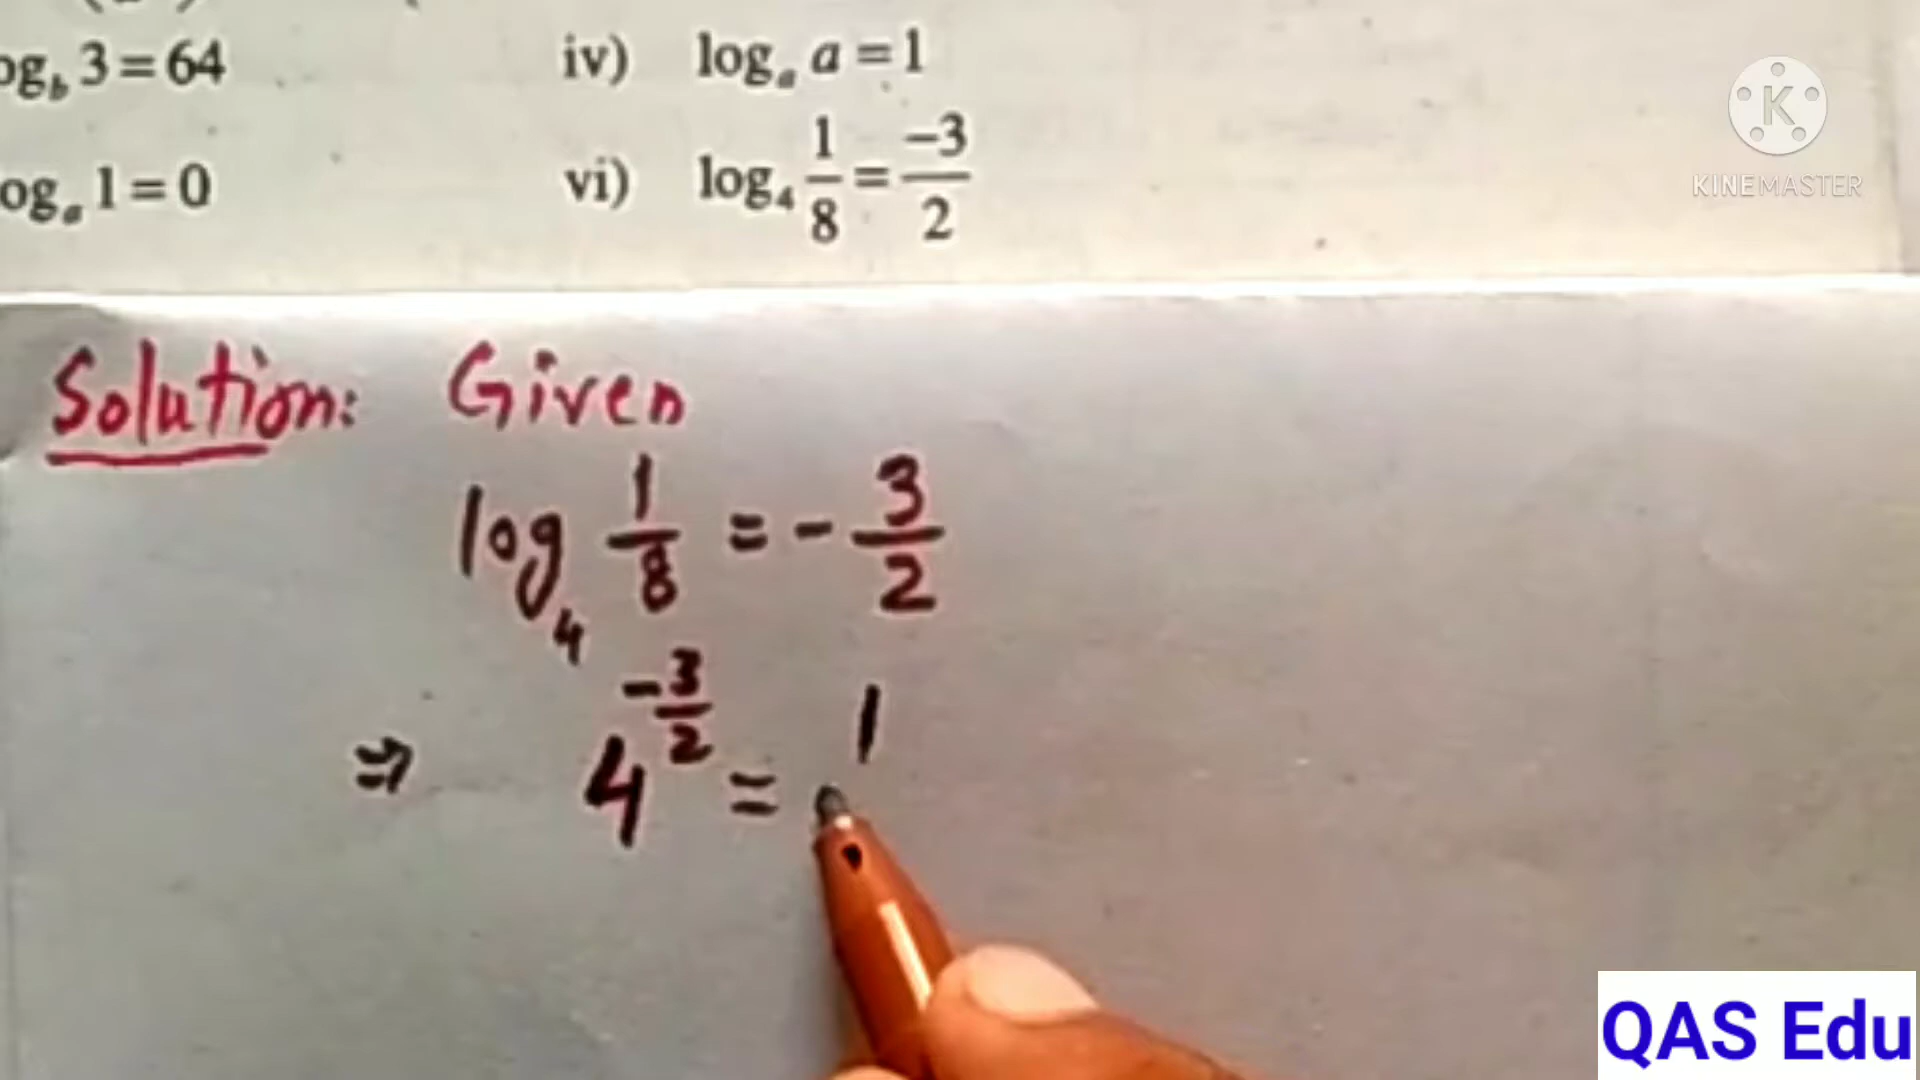 og_b 3 = 64
iv) log_a a = 1
og_a 1 = 0
vi) log_4 1/8 = -3/2
K
KINEMASTER
Solution: Given
log_4 1/8 = - 3/2
⇒ 4^(-3/2) = 1
QAS Edu